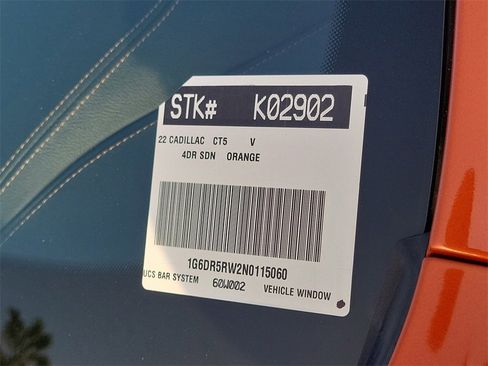 STK# K02902
22 CADILLAC CT5 V
4DR SDN ORANGE
1G6DR5RW2N0115060
UCS BAR SYSTEM 60W002 VEHICLE WINDOW